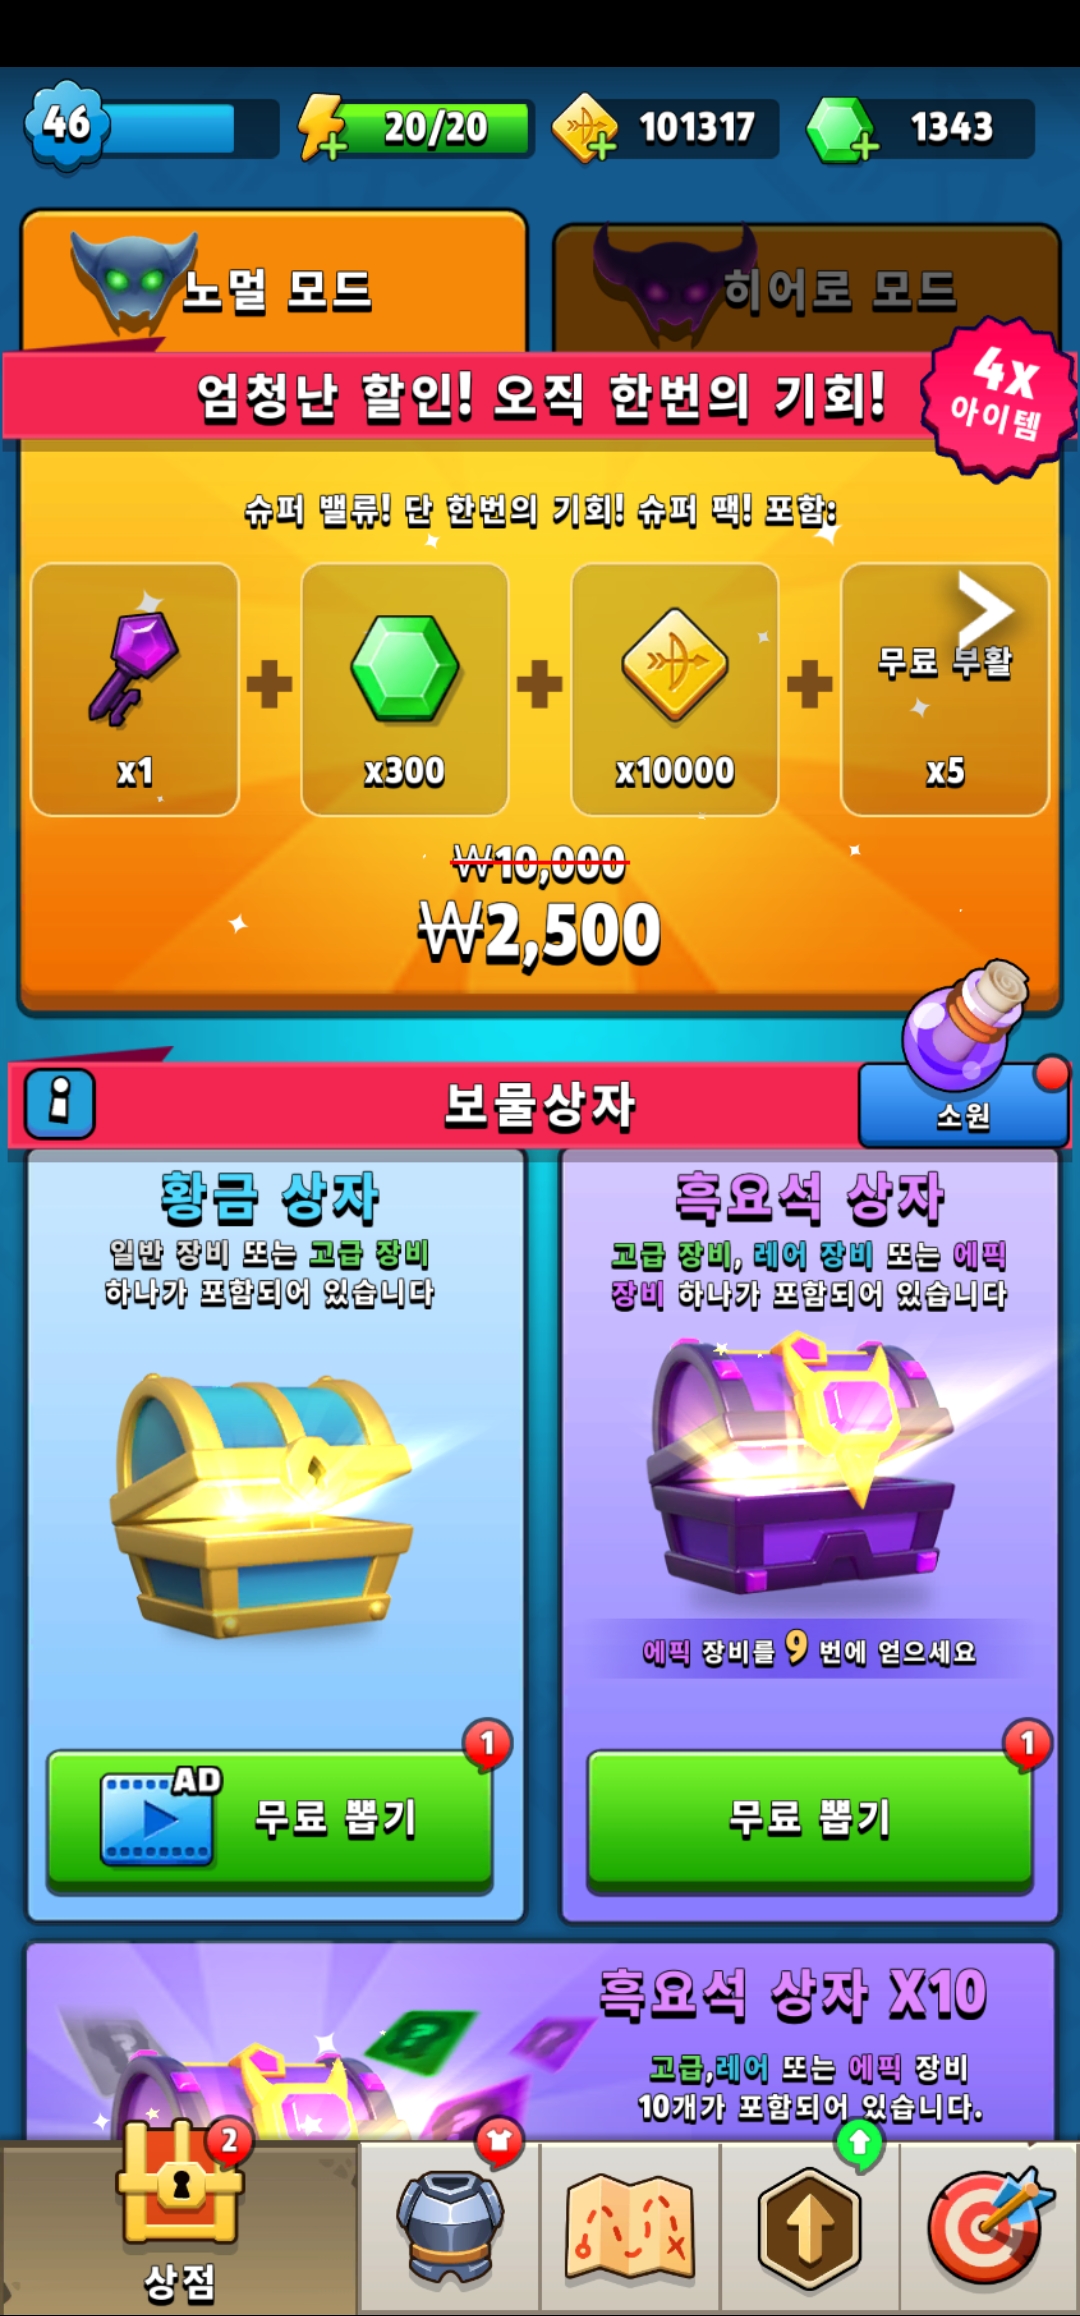 46
20/20
101317
1343
노멀 모드
히어로 모드
엄청난 할인! 오직 한번의 기회!
4X
아이템
슈퍼 밸류! 단 한번의 기회! 슈퍼 팩! 포함:
무료 부활
x1
x300
x10000
x5
₩10,000
₩2,500
보물상자
소원
황금 상자
일반 장비 또는 고급 장비
하나가 포함되어 있습니다
흑요석 상자
고급 장비, 레어 장비 또는 에픽
장비 하나가 포함되어 있습니다
에픽 장비를 9 번에 얻으세요
1
AD
무료 뽑기
1
무료 뽑기
흑요석 상자 X10
고급,레어 또는 에픽 장비
10개가 포함되어 있습니다.
2
상점